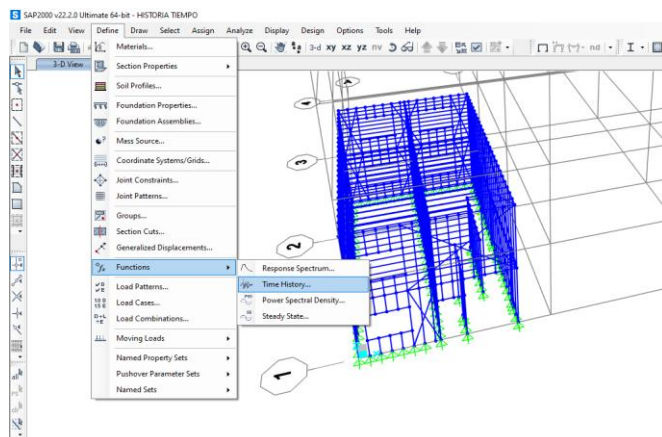 SAP2000 v22.2.0 Ultimate 64-bit - HISTORIA TIEMPO
File Edit View Define Draw Select Assign Analyze Display Design Options Tools Help
3-d xy xz yz nv
nd
3-D View
Materials...
Section Properties
Soil Profiles...
Foundation Properties...
Foundation Assemblies...
Mass Source...
Coordinate Systems/Grids...
Joint Constraints...
Joint Patterns...
Groups...
Section Cuts...
Generalized Displacements...
Functions
Response Spectrum...
Time History...
Power Spectral Density...
Steady State...
Load Patterns...
Load Cases...
Load Combinations...
Moving Loads
Named Property Sets
Pushover Parameter Sets
Named Sets
4
3
2
1